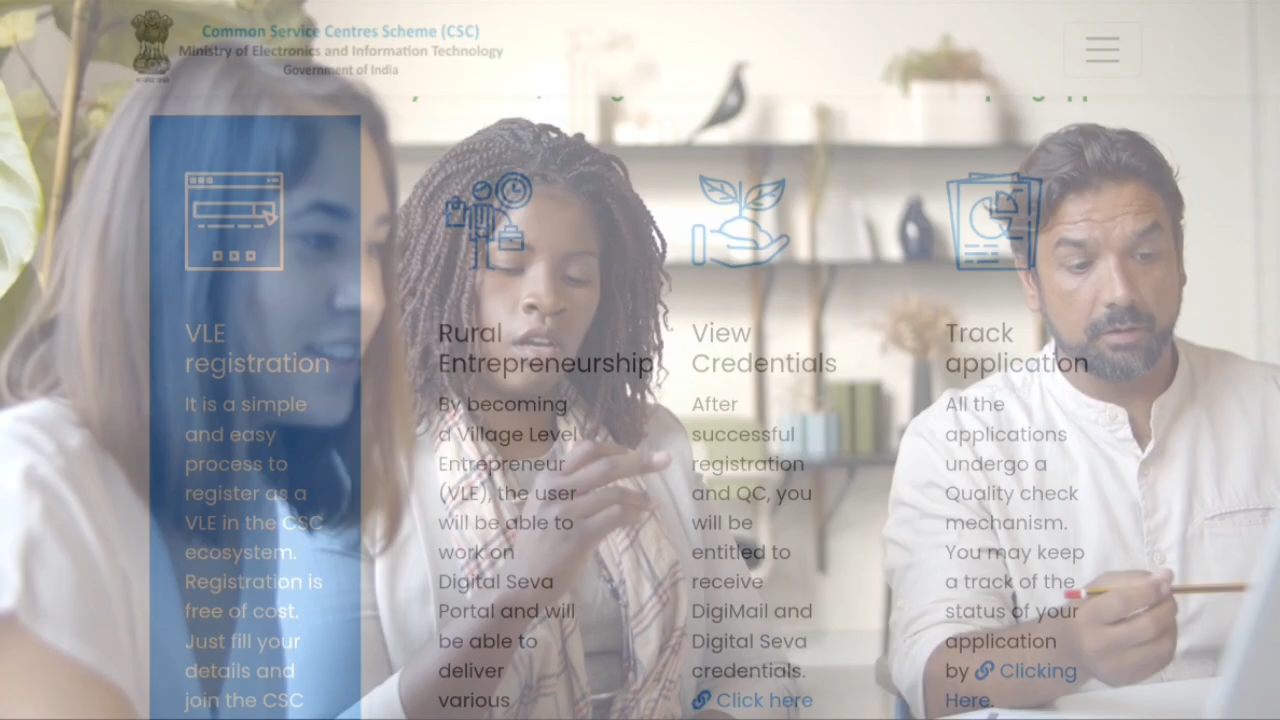 Common Service Centres Scheme (CSC)
Ministry of Electronics and Information Technology
Government of India
VLE
registration
It is a simple
and easy
process to
register as a
VLE in the CSC
ecosystem.
Registration is
free of cost.
Just fill your
details and
join the CSC
Rural
Entrepreneurship
By becoming
a Village Level
Entrepreneur
(VLE), the user
will be able to
work on
Digital Seva
Portal and will
be able to
deliver
various
View
Credentials
After
successful
registration
and QC, you
will be
entitled to
receive
DigiMail and
Digital Seva
credentials.
Click here
Track
application
All the
applications
undergo a
Quality check
mechanism.
You may keep
a track of the
status of your
application
by Clicking
Here.